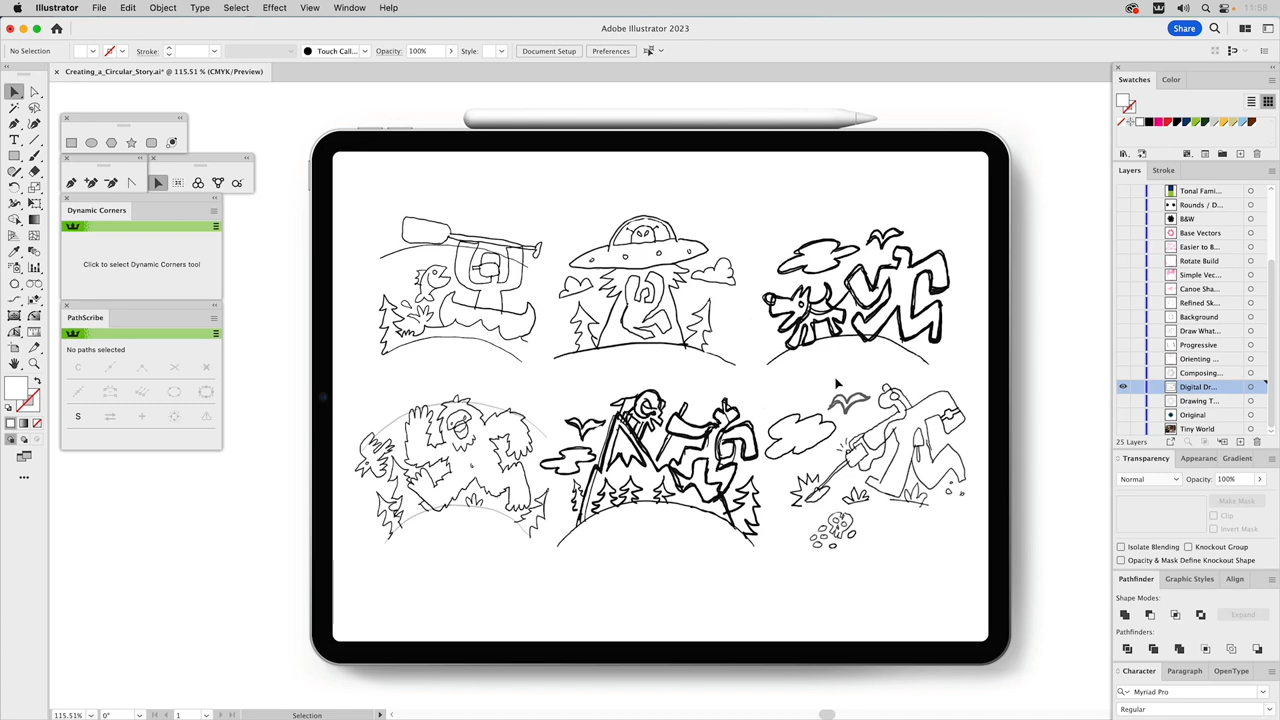 Illustrator File Edit Object Type Select Effect View Window Help 11:58
Adobe Illustrator 2023
Share
No Selection Stroke: Touch Call... Opacity: 100% Style: Document Setup Preferences
× Creating_a_Circular_Story.ai* @ 115.51 % (CMYK/Preview)
Dynamic Corners
Click to select Dynamic Corners tool
PathScribe
No paths selected
Swatches Color
Layers Stroke
Tonal Fami...
Rounds / D...
B&W
Base Vectors
Easier to B...
Rotate Build
Simple Vec...
Canoe Sha...
Refined Sk...
Background
Draw What...
Progressive
Orienting ...
Composing...
Digital Dr...
Drawing T...
Original
Tiny World
25 Layers
Transparency Appearanc Gradient
Normal Opacity: 100%
Make Mask
Clip
Invert Mask
Isolate Blending Knockout Group
Opacity & Mask Define Knockout Shape
Pathfinder Graphic Styles Align
Shape Modes:
Expand
Pathfinders:
Character Paragraph OpenType
Myriad Pro
Regular
115.51% 0° 1 Selection